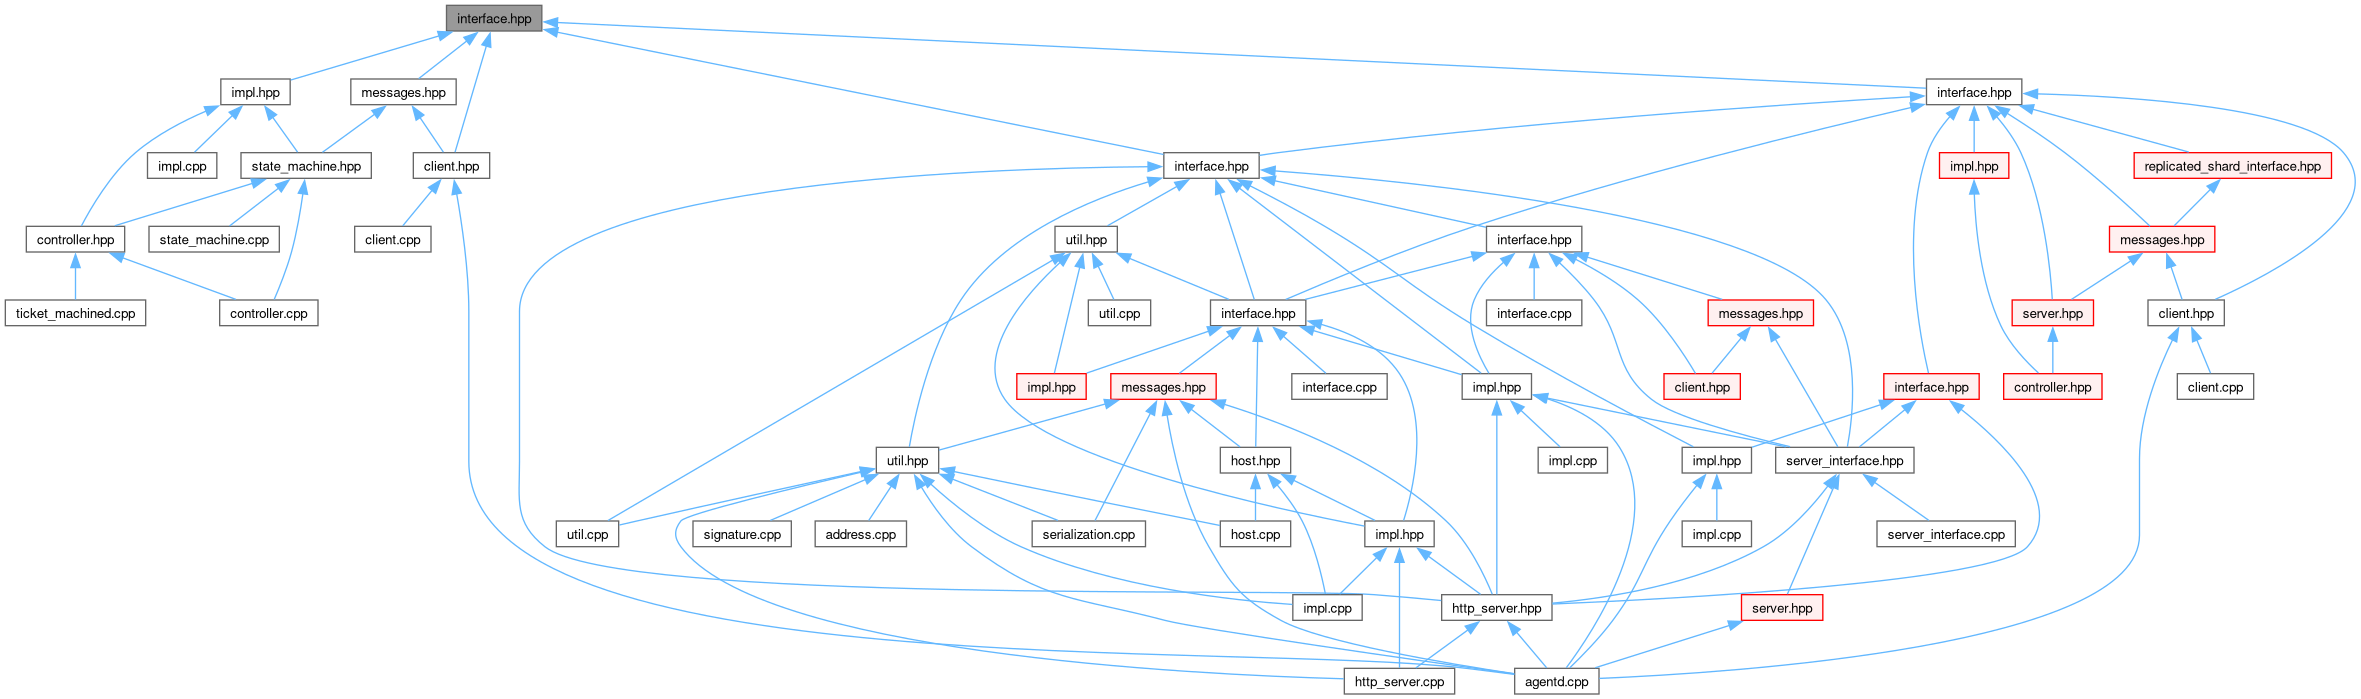 interface.hpp
impl.hpp
messages.hpp
interface.hpp
impl.cpp
state_machine.hpp
client.hpp
interface.hpp
impl.hpp
replicated_shard_interface.hpp
controller.hpp
state_machine.cpp
client.cpp
util.hpp
interface.hpp
messages.hpp
ticket_machined.cpp
controller.cpp
util.cpp
interface.hpp
interface.cpp
messages.hpp
server.hpp
client.hpp
impl.hpp
messages.hpp
interface.cpp
impl.hpp
client.hpp
interface.hpp
controller.hpp
client.cpp
util.hpp
host.hpp
impl.cpp
impl.hpp
server_interface.hpp
util.cpp
signature.cpp
address.cpp
serialization.cpp
host.cpp
impl.hpp
impl.cpp
server_interface.cpp
impl.cpp
http_server.hpp
server.hpp
http_server.cpp
agentd.cpp